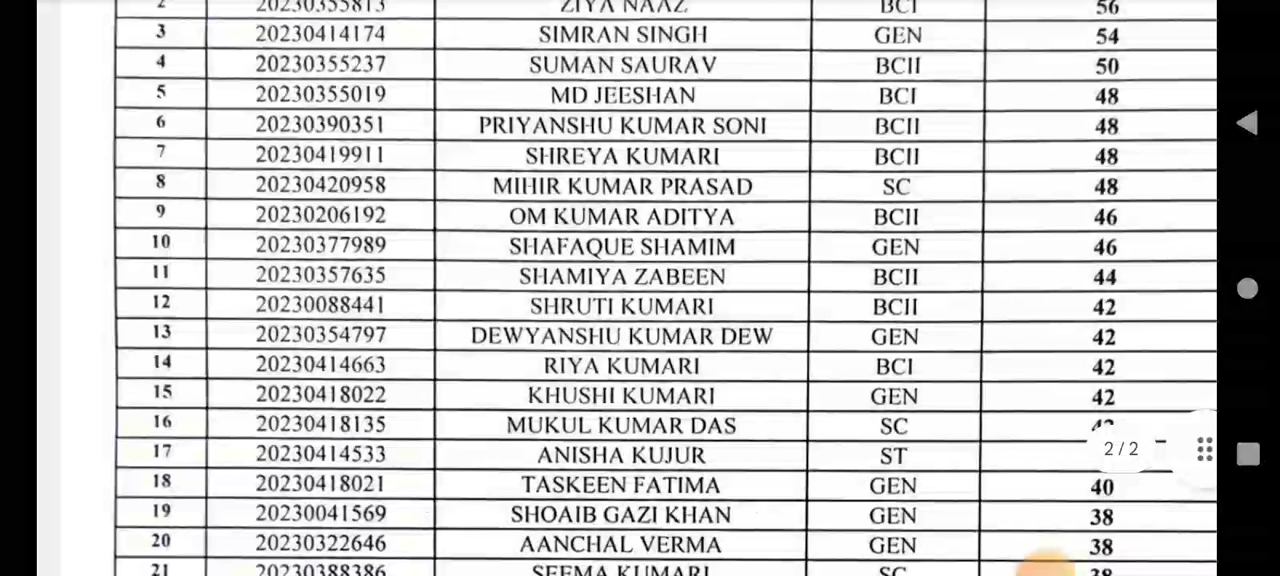 2 20230355813 ZIYA NAAZ BCI 56
3 20230414174 SIMRAN SINGH GEN 54
4 20230355237 SUMAN SAURAV BCII 50
5 20230355019 MD JEESHAN BCI 48
6 20230390351 PRIYANSHU KUMAR SONI BCII 48
7 20230419911 SHREYA KUMARI BCII 48
8 20230420958 MIHIR KUMAR PRASAD SC 48
9 20230206192 OM KUMAR ADITYA BCII 46
10 20230377989 SHAFAQUE SHAMIM GEN 46
11 20230357635 SHAMIYA ZABEEN BCII 44
12 20230088441 SHRUTI KUMARI BCII 42
13 20230354797 DEWYANSHU KUMAR DEW GEN 42
14 20230414663 RIYA KUMARI BCI 42
15 20230418022 KHUSHI KUMARI GEN 42
16 20230418135 MUKUL KUMAR DAS SC
17 20230414533 ANISHA KUJUR ST 2/2
18 20230418021 TASKEEN FATIMA GEN 40
19 20230041569 SHOAIB GAZI KHAN GEN 38
20 20230322646 AANCHAL VERMA GEN 38
21 20230388386 SEEMA KUMARI SC 38